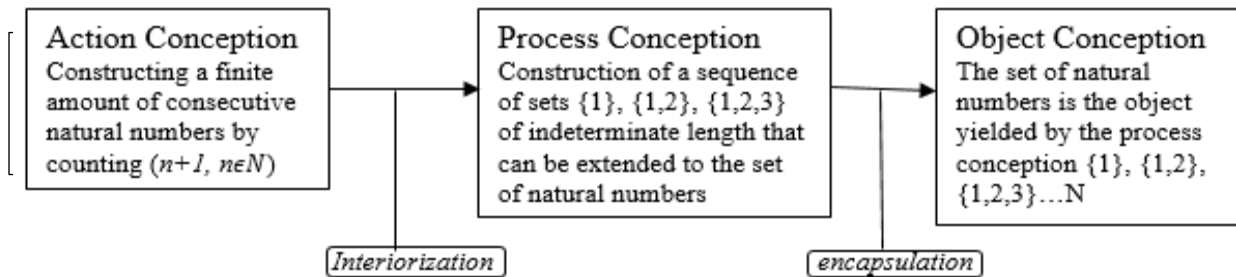 Action Conception
Constructing a finite
amount of consecutive
natural numbers by
counting (n+1, nϵN)
Process Conception
Construction of a sequence
of sets {1}, {1,2}, {1,2,3}
of indeterminate length that
can be extended to the set
of natural numbers
Object Conception
The set of natural
numbers is the object
yielded by the process
conception {1}, {1,2},
{1,2,3}…N
Interiorization
encapsulation